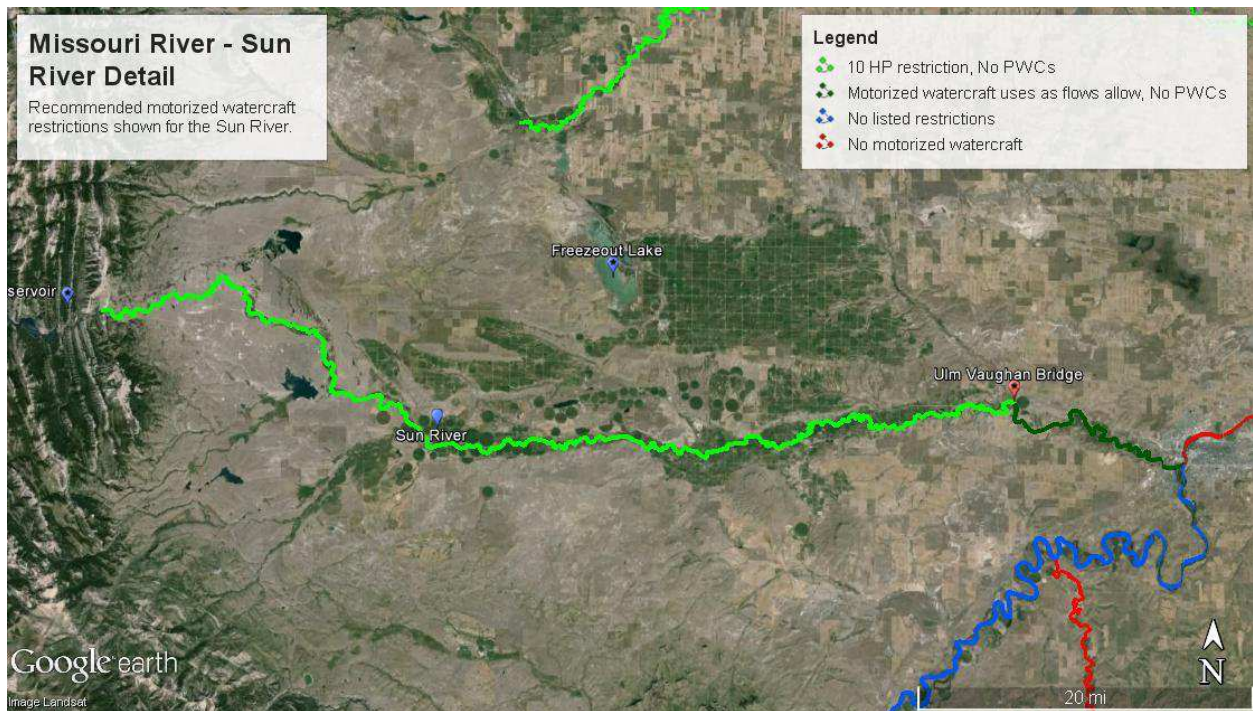 Missouri River - Sun
River Detail
Recommended motorized watercraft
restrictions shown for the Sun River.
Legend
10 HP restriction, No PWCs
Motorized watercraft uses as flows allow, No PWCs
No listed restrictions
No motorized watercraft
Freezeout Lake
servoir
Ulm Vaughan Bridge
Sun River
Google earth
Image Landsat
N
20 mi